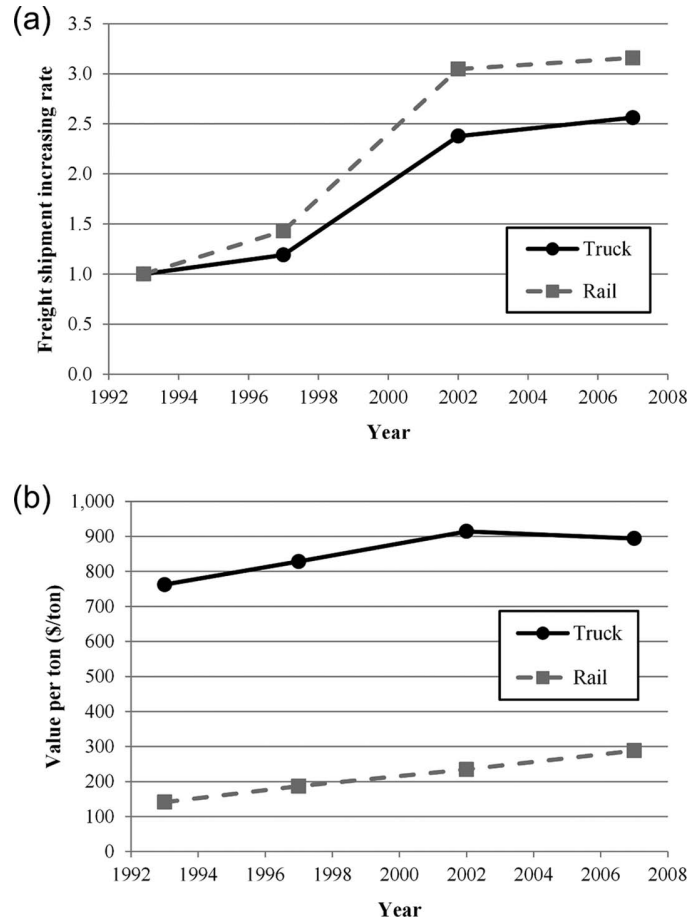 (a)
Freight shipment increasing rate
3.5
3.0
2.5
2.0
1.5
1.0
0.5
0.0
Truck
Rail
1992 1994 1996 1998 2000 2002 2004 2006 2008
Year
(b)
Value per ton ($/ton)
1,000
900
800
700
600
500
400
300
200
100
0
Truck
Rail
1992 1994 1996 1998 2000 2002 2004 2006 2008
Year